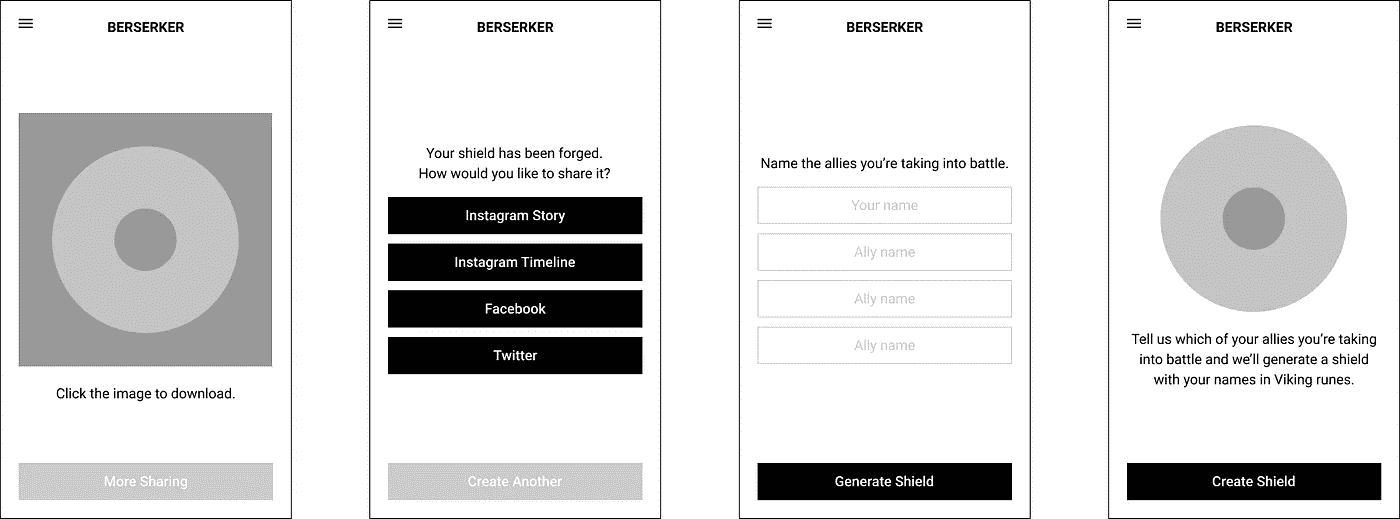 BERSERKER
Click the image to download.
More Sharing
BERSERKER
Your shield has been forged.
How would you like to share it?
Instagram Story
Instagram Timeline
Facebook
Twitter
Create Another
BERSERKER
Name the allies you’re taking into battle.
Your name
Ally name
Ally name
Ally name
Generate Shield
BERSERKER
Tell us which of your allies you’re taking
into battle and we’ll generate a shield
with your names in Viking runes.
Create Shield